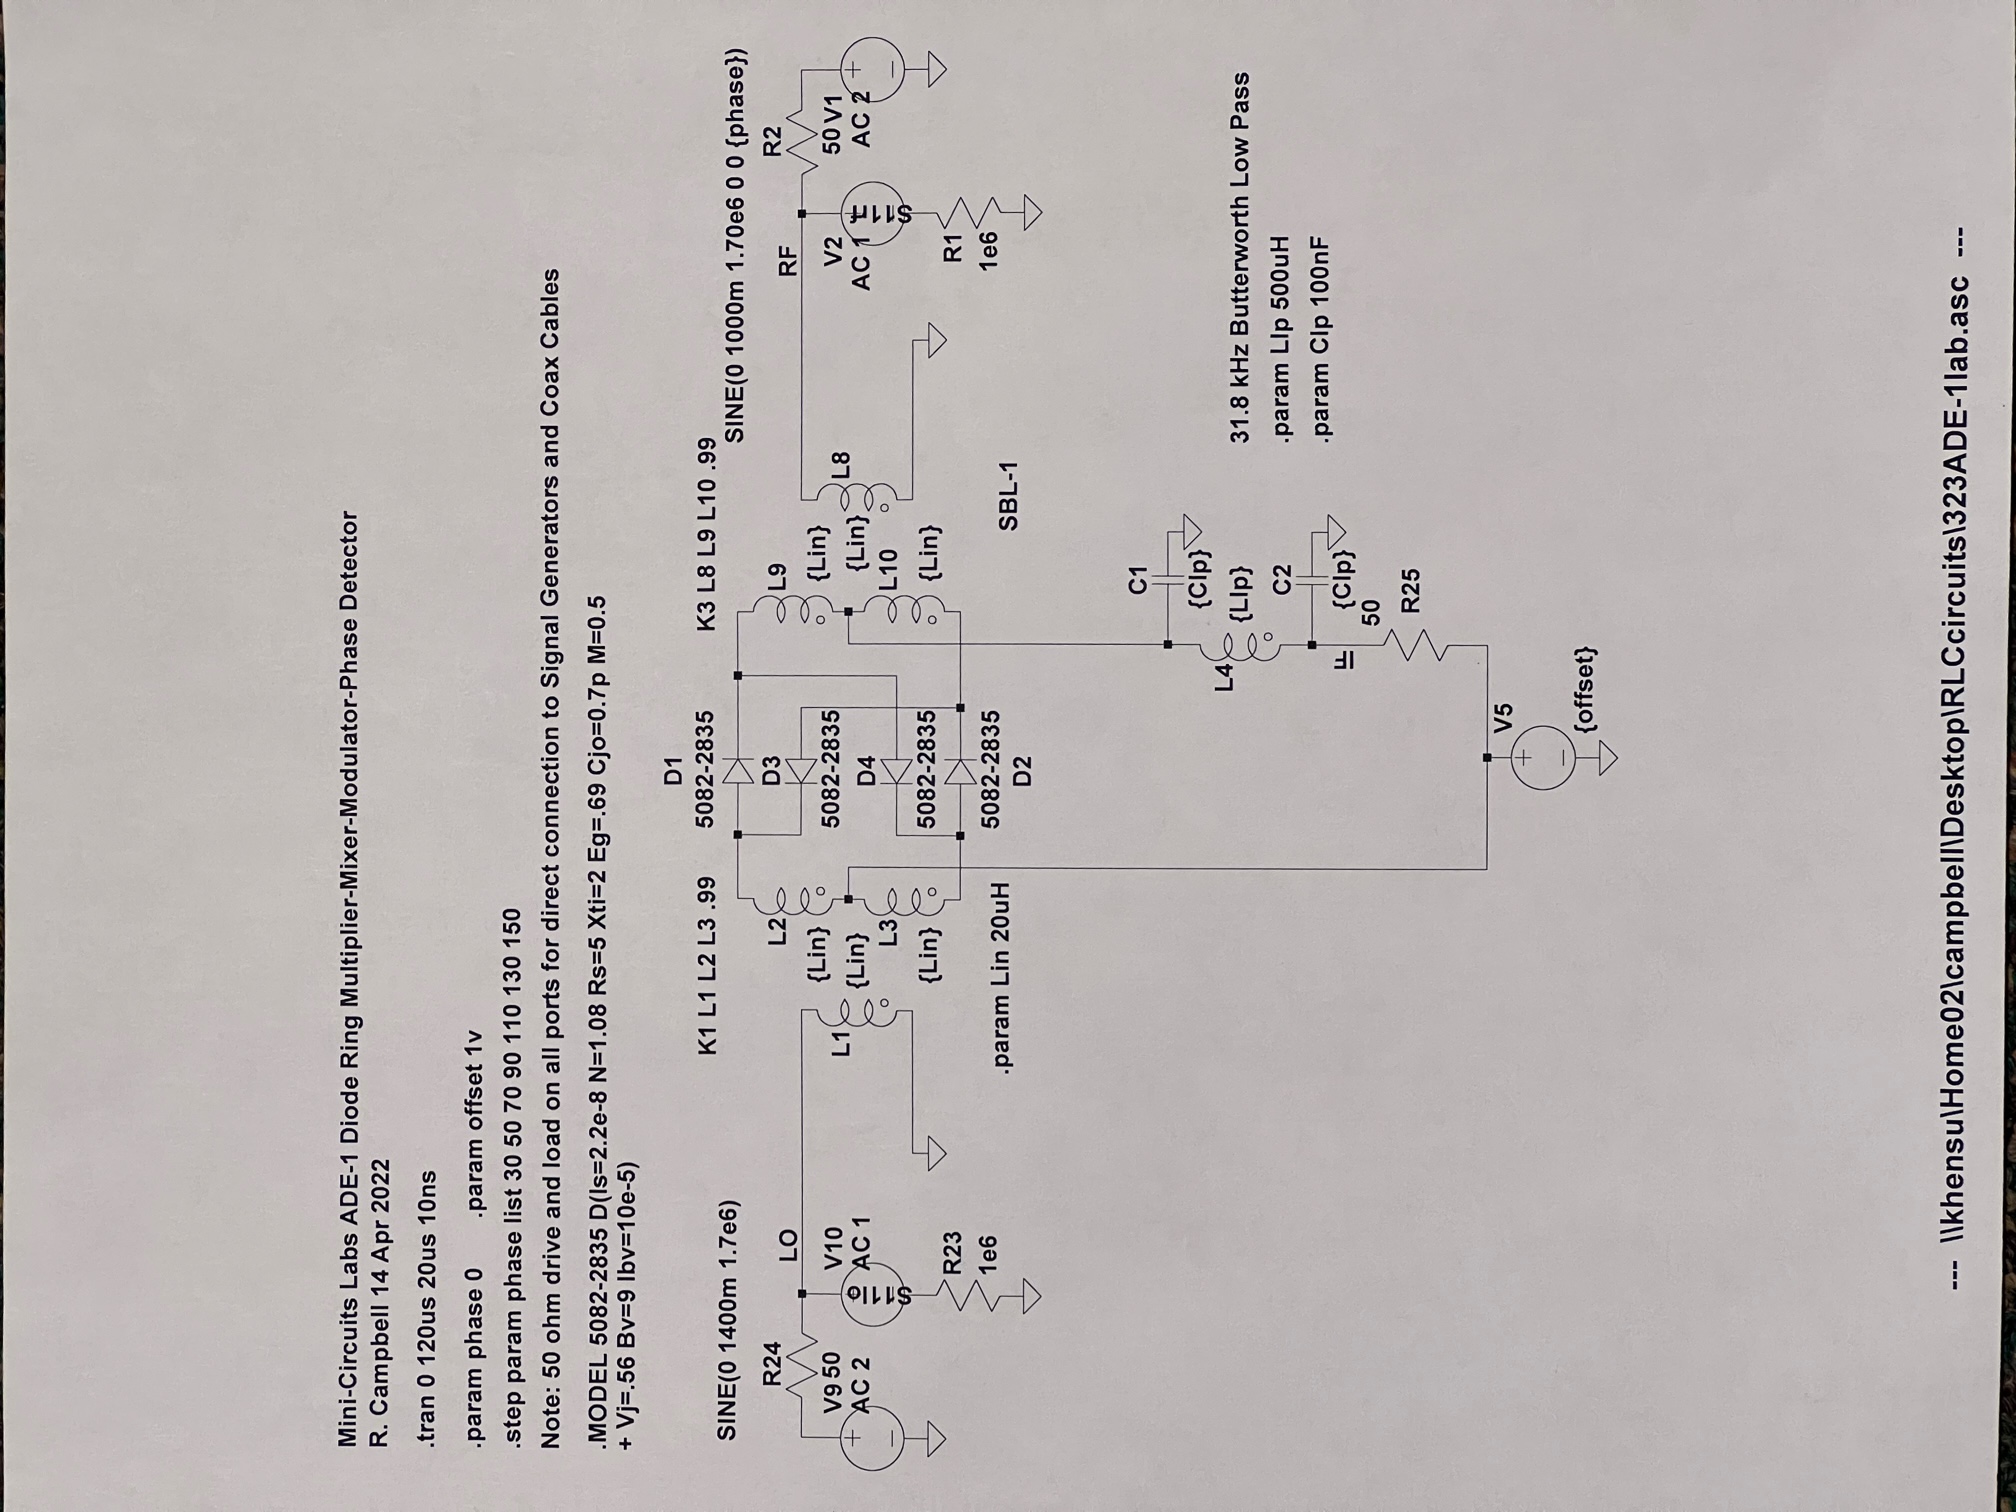 Mini-Circuits Labs ADE-1 Diode Ring Multiplier-Mixer-Modulator-Phase Detector
R. Campbell 14 Apr 2022
.tran 0 120us 20us 10ns
.param phase 0 .param offset 1v
.step param phase list 30 50 70 90 110 130 150
Note: 50 ohm drive and load on all ports for direct connection to Signal Generators and Coax Cables
.MODEL 5082-2835 D(Is=2.2e-8 N=1.08 Rs=5 Xti=2 Eg=.69 Cjo=0.7p M=0.5
+ Vj=.56 Bv=9 Ibv=10e-5)
D1
K1 L1 L2 L3 .99
5082-2835
K3 L8 L9 L10 .99
SINE(0 1400m 1.7e6)
SINE(0 1000m 1.70e6 0 0 {phase})
R24
LO
L2
D3
L9
RF
R2
{Lin}
5082-2835
{Lin}
V9 50
V10
L1
V2
50 V1
AC 2
S11lo
AC 1
{Lin}
{Lin}
L8
AC 1
S11rf
AC 2
L3
D4
L10
{Lin}
5082-2835
{Lin}
R23
R1
1e6
.param Lin 20uH
5082-2835
1e6
D2
SBL-1
C1
{Clp}
L4
{Llp}
31.8 kHz Butterworth Low Pass
C2
.param Llp 500uH
IF
{Clp}
.param Clp 100nF
50
R25
V5
{offset}
--- \\khensu\Home02\campbell\Desktop\RLCcircuits\323ADE-1lab.asc ---